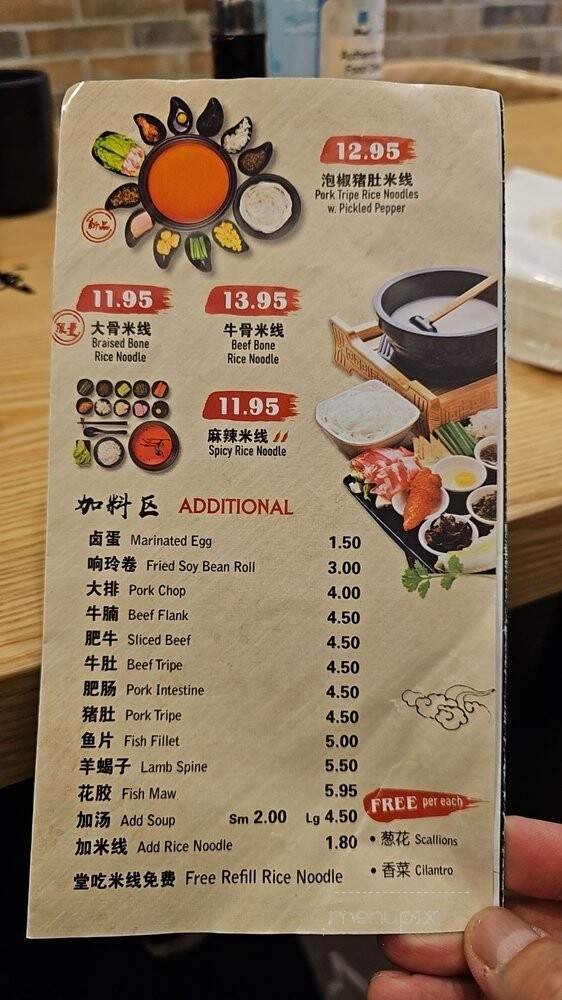 12.95
泡椒猪肚米线
Pork Tripe Rice Noodles
w. Pickled Pepper
新品
11.95
限量
大骨米线
Braised Bone
Rice Noodle
13.95
牛骨米线
Beef Bone
Rice Noodle
11.95
麻辣米线
Spicy Rice Noodle
加料区 ADDITIONAL
卤蛋 Marinated Egg 1.50
响玲卷 Fried Soy Bean Roll 3.00
大排 Pork Chop 4.00
牛腩 Beef Flank 4.50
肥牛 Sliced Beef 4.50
牛肚 Beef Tripe 4.50
肥肠 Pork Intestine 4.50
猪肚 Pork Tripe 4.50
鱼片 Fish Fillet 5.00
羊蝎子 Lamb Spine 5.50
花胶 Fish Maw 5.95
加汤 Add Soup Sm 2.00 Lg 4.50
加米线 Add Rice Noodle 1.80
堂吃米线免费 Free Refill Rice Noodle
FREE per each
• 葱花 Scallions
• 香菜 Cilantro
menupix